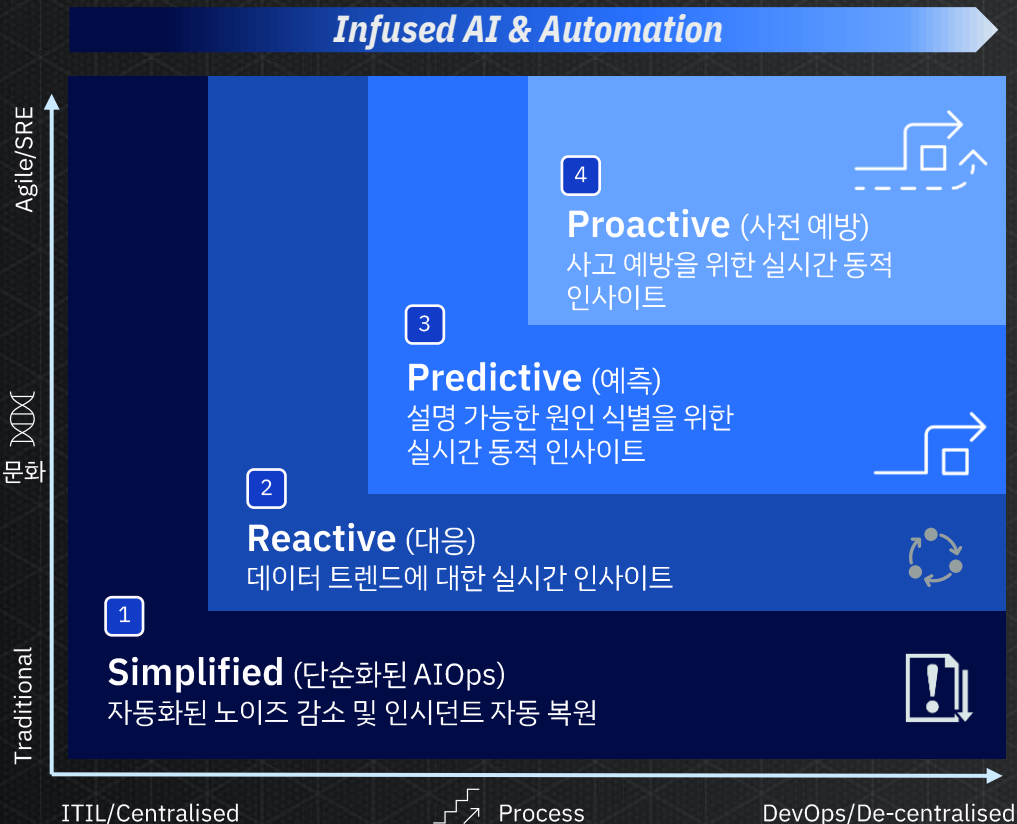 Infused AI & Automation
Agile/SRE
4
Proactive (사전 예방)
사고 예방을 위한 실시간 동적
인사이트
3
Predictive (예측)
설명 가능한 원인 식별을 위한
실시간 동적 인사이트
문화
2
Reactive (대응)
데이터 트렌드에 대한 실시간 인사이트
1
Simplified (단순화된 AIOps)
자동화된 노이즈 감소 및 인시던트 자동 복원
Traditional
ITIL/Centralised
Process
DevOps/De-centralised